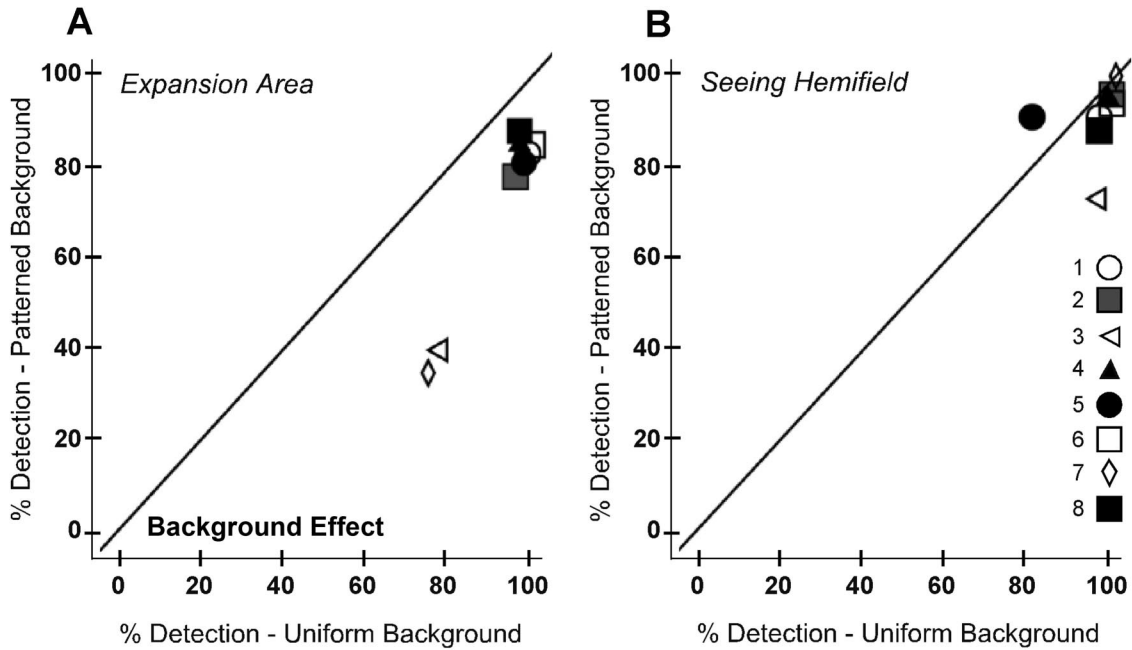 A
Expansion Area
% Detection - Patterned Background
100
80
60
40
20
0
Background Effect
0 20 40 60 80 100
% Detection - Uniform Background
B
Seeing Hemifield
% Detection - Patterned Background
100
80
60
40
20
0
1
2
3
4
5
6
7
8
0 20 40 60 80 100
% Detection - Uniform Background